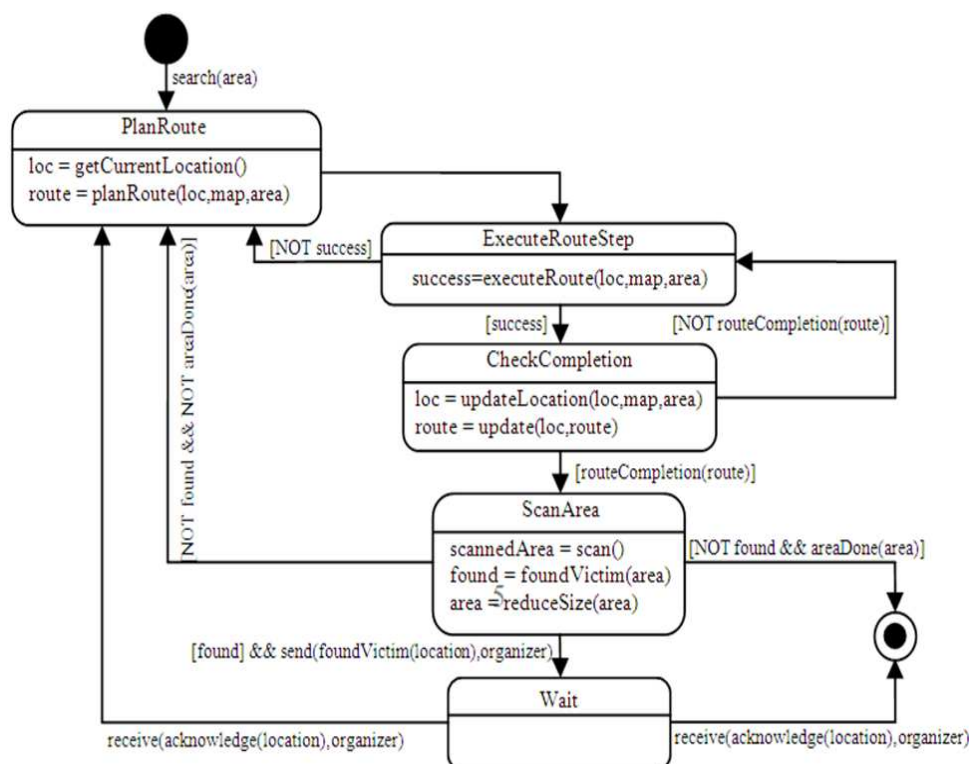 search(area)
PlanRoute
loc = getCurrentLocation()
route = planRoute(loc,map,area)
[NOT success]
ExecuteRouteStep
success=executeRoute(loc,map,area)
[success]
[NOT routeCompletion(route)]
CheckCompletion
loc = updateLocation(loc,map,area)
route = update(loc,route)
[NOT found && NOT areaDone(area)]
[routeCompletion(route)]
ScanArea
scannedArea = scan()
found = foundVictim(area)
area = reduceSize(area)
5
[NOT found && areaDone(area)]
[found] && send(foundVictim(location),organizer)
Wait
receive(acknowledge(location),organizer)
receive(acknowledge(location),organizer)